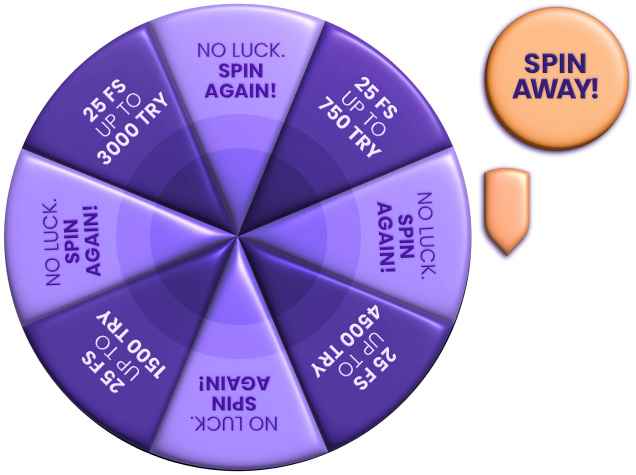 NO LUCK.
SPIN
AGAIN!
25 FS
UP TO
750 TRY
NO LUCK.
SPIN
AGAIN!
25 FS
UP TO
4500 TRY
NO LUCK.
SPIN
AGAIN!
25 FS
UP TO
1500 TRY
NO LUCK.
SPIN
AGAIN!
25 FS
UP TO
3000 TRY
SPIN
AWAY!